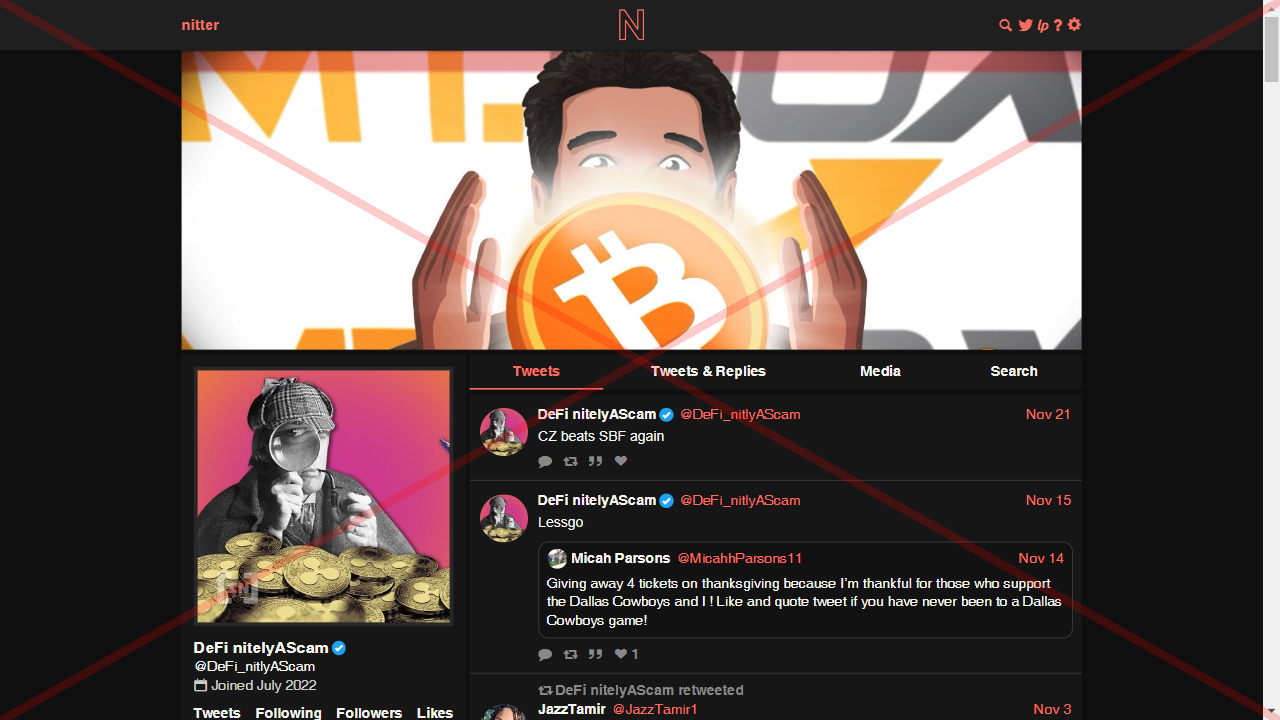 nitter
N
lp ?
MT. OX
Tweets
Tweets & Replies
Media
Search
DeFi nitelyAScam @DeFi_nitlyAScam Nov 21
CZ beats SBF again
DeFi nitelyAScam @DeFi_nitlyAScam Nov 15
Lessgo
Micah Parsons @MicahhParsons11 Nov 14
Giving away 4 tickets on thanksgiving because I'm thankful for those who support
the Dallas Cowboys and I ! Like and quote tweet if you have never been to a Dallas
Cowboys game!
1
DeFi nitelyAScam retweeted
JazzTamir @JazzTamir1 Nov 3
DeFi nitelyAScam
@DeFi_nitlyAScam
Joined July 2022
Tweets Following Followers Likes